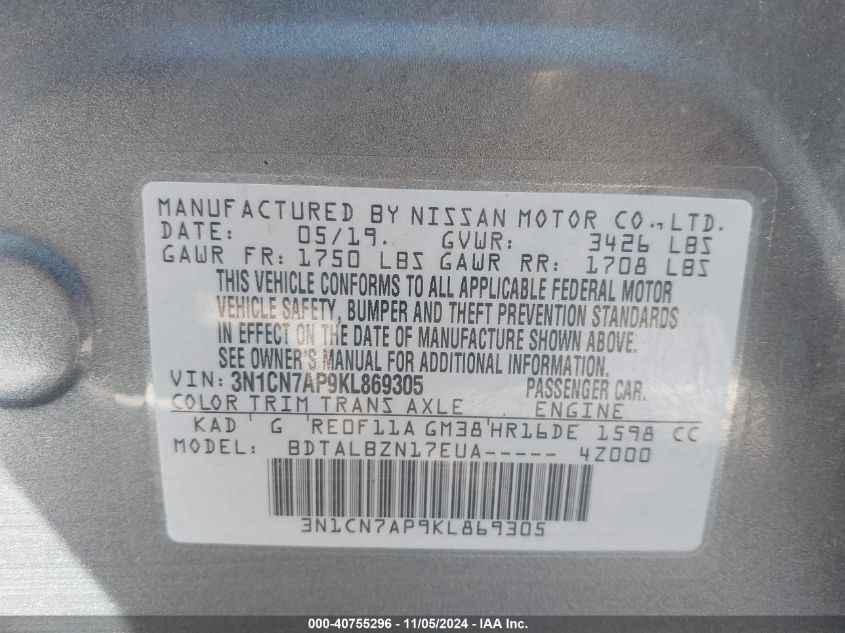 MANUFACTURED BY NISSAN MOTOR CO., LTD.
DATE: 05/19. GVWR: 3426 LBS
GAWR FR: 1750 LBS GAWR RR: 1708 LBS
THIS VEHICLE CONFORMS TO ALL APPLICABLE FEDERAL MOTOR
VEHICLE SAFETY, BUMPER AND THEFT PREVENTION STANDARDS
IN EFFECT ON THE DATE OF MANUFACTURE SHOWN ABOVE.
SEE OWNER'S MANUAL FOR ADDITIONAL INFORMATION.
VIN: 3N1CN7AP9KL869305 PASSENGER CAR.
COLOR TRIM TRANS AXLE ENGINE
KAD G RE0F11A GM38 HR16DE 1598 CC
MODEL: BDTALBZN17EUA----- 4Z000
3N1CN7AP9KL869305
000-40755296 - 11/05/2024 - IAA Inc.